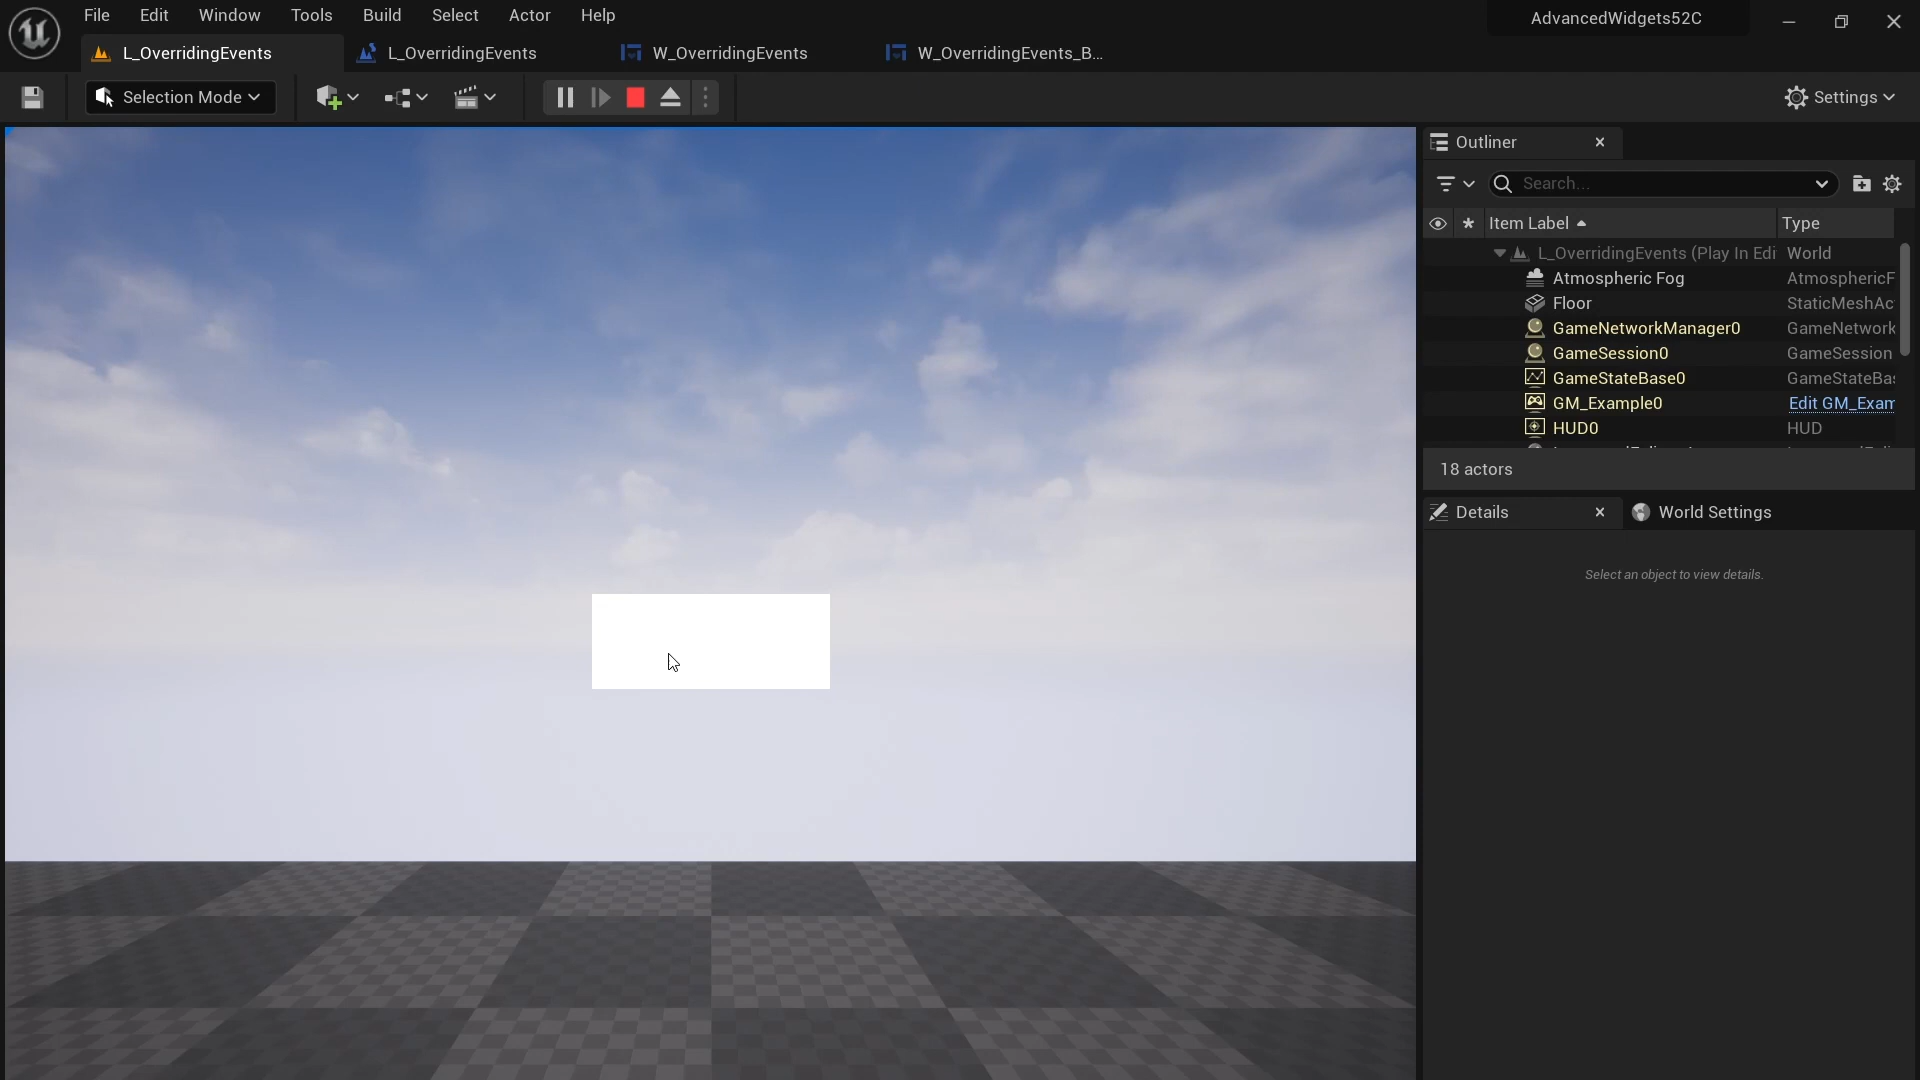 File Edit Window Tools Build Select Actor Help
AdvancedWidgets52C
L_OverridingEvents
L_OverridingEvents
W_OverridingEvents
W_OverridingEvents_B...
Selection Mode
Settings
Outliner
Search...
Item Label Type
L_OverridingEvents (Play In Edi World
Atmospheric Fog AtmosphericF
Floor StaticMeshAc
GameNetworkManager0 GameNetwork
GameSession0 GameSession
GameStateBase0 GameStateBas
GM_Example0 Edit GM_Exam
HUD0 HUD
18 actors
Details
World Settings
Select an object to view details.